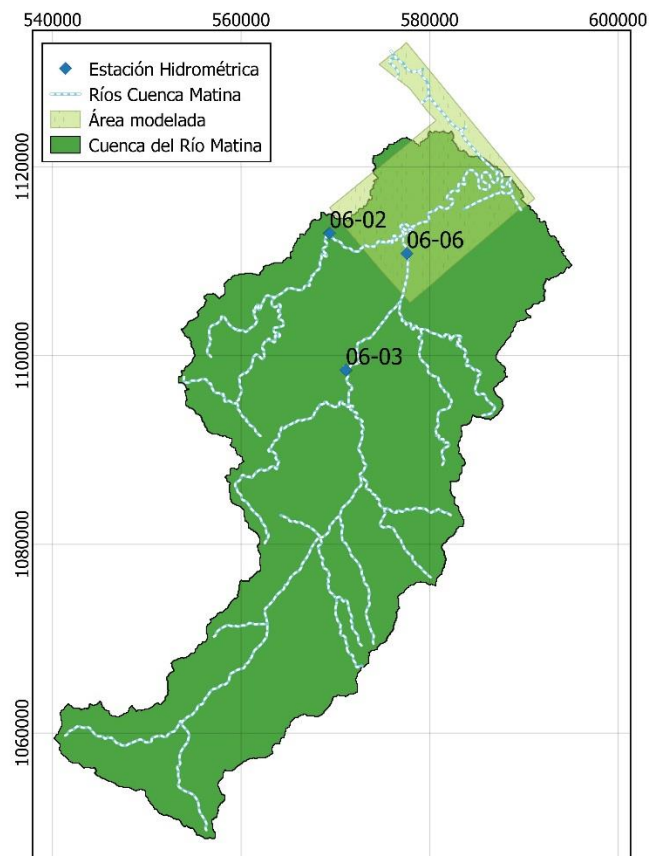 540000 560000 580000 600000
Estación Hidrométrica
Ríos Cuenca Matina
Área modelada
Cuenca del Río Matina
1120000
06-02
06-06
1100000
06-03
1080000
1060000